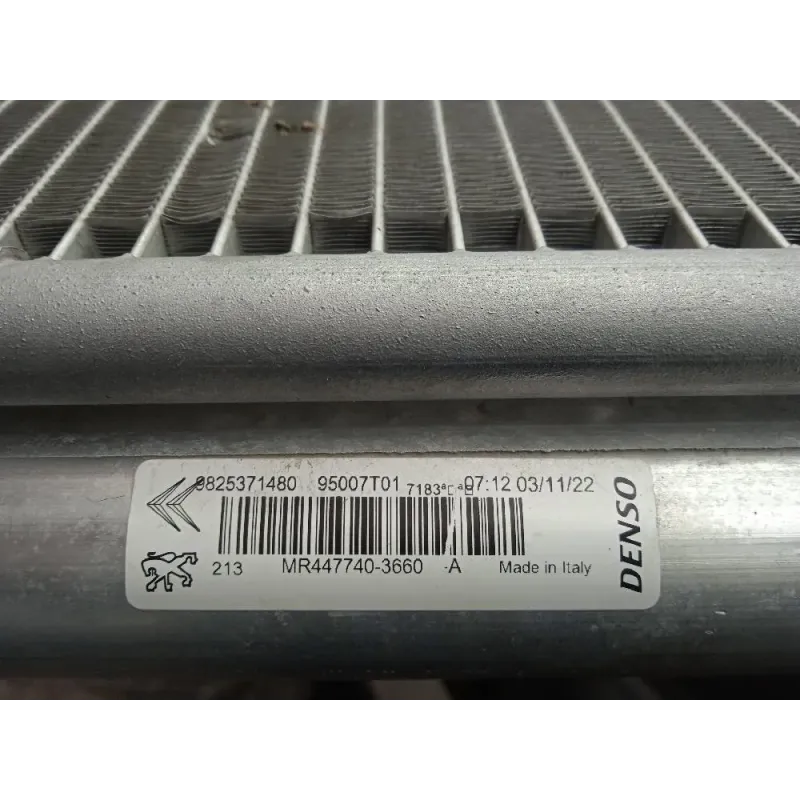 9825371480 95007T01 7183 07:12 03/11/22
213 MR447740-3660 -A Made in Italy
DENSO